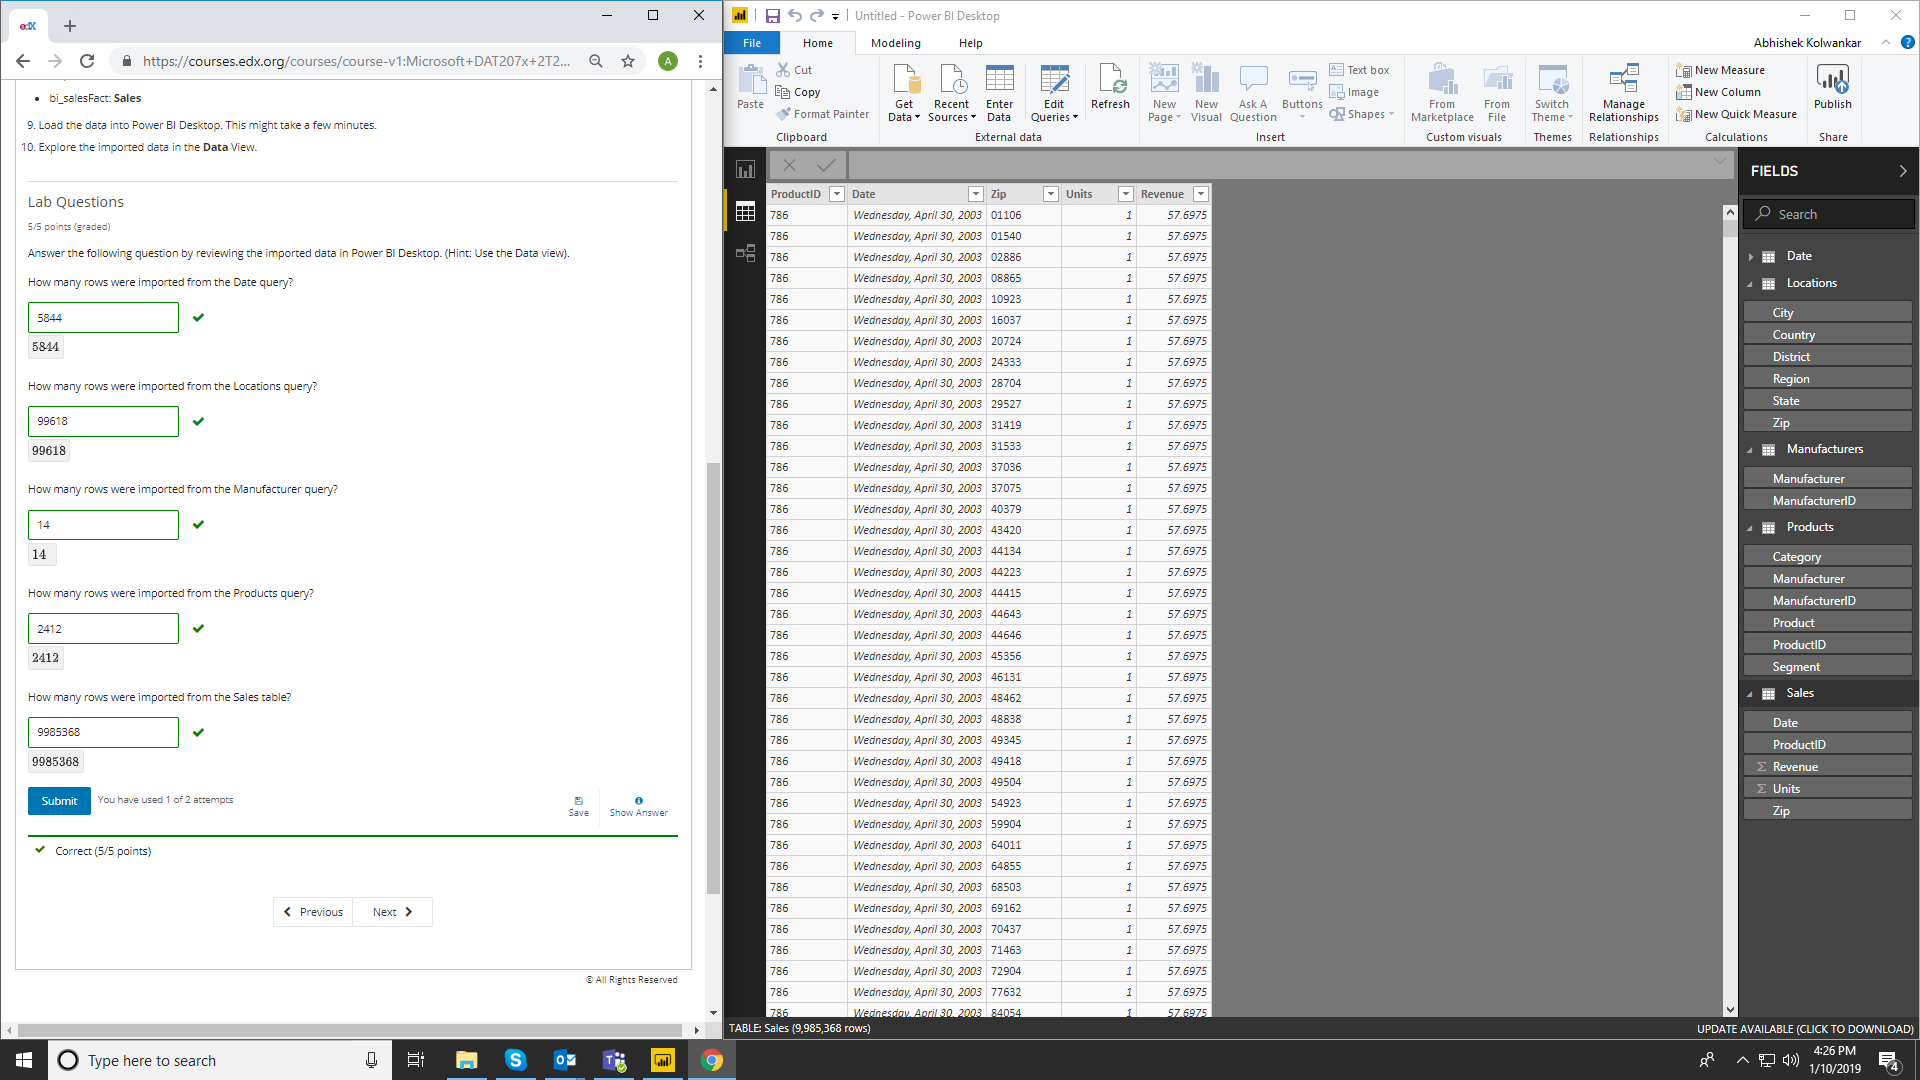 edX
https://courses.edx.org/courses/course-v1:Microsoft+DAT207x+2T2...
A
• bi_salesFact: Sales
9. Load the data into Power BI Desktop. This might take a few minutes.
10. Explore the imported data in the Data View.
Lab Questions
5/5 points (graded)
Answer the following question by reviewing the imported data in Power BI Desktop. (Hint: Use the Data view).
How many rows were imported from the Date query?
5844
5844
How many rows were imported from the Locations query?
99618
99618
How many rows were imported from the Manufacturer query?
14
14
How many rows were imported from the Products query?
2412
2412
How many rows were imported from the Sales table?
9985368
9985368
Submit
You have used 1 of 2 attempts
Save
Show Answer
Correct (5/5 points)
Previous
Next
© All Rights Reserved
Untitled - Power BI Desktop
File Home Modeling Help
Abhishek Kolwankar
Paste
Cut
Copy
Format Painter
Clipboard
Get Data
Recent Sources
Enter Data
Edit Queries
Refresh
External data
New Page
New Visual
Ask A Question
Buttons
Text box
Image
Shapes
Insert
From Marketplace
From File
Custom visuals
Switch Theme
Themes
Manage Relationships
Relationships
New Measure
New Column
New Quick Measure
Calculations
Publish
Share
ProductID Date Zip Units Revenue
786 Wednesday, April 30, 2003 01106 1 57.6975
786 Wednesday, April 30, 2003 01540 1 57.6975
786 Wednesday, April 30, 2003 02886 1 57.6975
786 Wednesday, April 30, 2003 08865 1 57.6975
786 Wednesday, April 30, 2003 10923 1 57.6975
786 Wednesday, April 30, 2003 16037 1 57.6975
786 Wednesday, April 30, 2003 20724 1 57.6975
786 Wednesday, April 30, 2003 24333 1 57.6975
786 Wednesday, April 30, 2003 28704 1 57.6975
786 Wednesday, April 30, 2003 29527 1 57.6975
786 Wednesday, April 30, 2003 31419 1 57.6975
786 Wednesday, April 30, 2003 31533 1 57.6975
786 Wednesday, April 30, 2003 37036 1 57.6975
786 Wednesday, April 30, 2003 37075 1 57.6975
786 Wednesday, April 30, 2003 40379 1 57.6975
786 Wednesday, April 30, 2003 43420 1 57.6975
786 Wednesday, April 30, 2003 44134 1 57.6975
786 Wednesday, April 30, 2003 44223 1 57.6975
786 Wednesday, April 30, 2003 44415 1 57.6975
786 Wednesday, April 30, 2003 44643 1 57.6975
786 Wednesday, April 30, 2003 44646 1 57.6975
786 Wednesday, April 30, 2003 45356 1 57.6975
786 Wednesday, April 30, 2003 46131 1 57.6975
786 Wednesday, April 30, 2003 48462 1 57.6975
786 Wednesday, April 30, 2003 48838 1 57.6975
786 Wednesday, April 30, 2003 49345 1 57.6975
786 Wednesday, April 30, 2003 49418 1 57.6975
786 Wednesday, April 30, 2003 49504 1 57.6975
786 Wednesday, April 30, 2003 54923 1 57.6975
786 Wednesday, April 30, 2003 59904 1 57.6975
786 Wednesday, April 30, 2003 64011 1 57.6975
786 Wednesday, April 30, 2003 64855 1 57.6975
786 Wednesday, April 30, 2003 68503 1 57.6975
786 Wednesday, April 30, 2003 69162 1 57.6975
786 Wednesday, April 30, 2003 70437 1 57.6975
786 Wednesday, April 30, 2003 71463 1 57.6975
786 Wednesday, April 30, 2003 72904 1 57.6975
786 Wednesday, April 30, 2003 77632 1 57.6975
786 Wednesday, April 30, 2003 84054 1 57.6975
TABLE: Sales (9,985,368 rows)
UPDATE AVAILABLE (CLICK TO DOWNLOAD)
FIELDS
Search
Date
Locations
City
Country
District
Region
State
Zip
Manufacturers
Manufacturer
ManufacturerID
Products
Category
Manufacturer
ManufacturerID
Product
ProductID
Segment
Sales
Date
ProductID
Σ Revenue
Σ Units
Zip
Type here to search
4:26 PM
1/10/2019
4